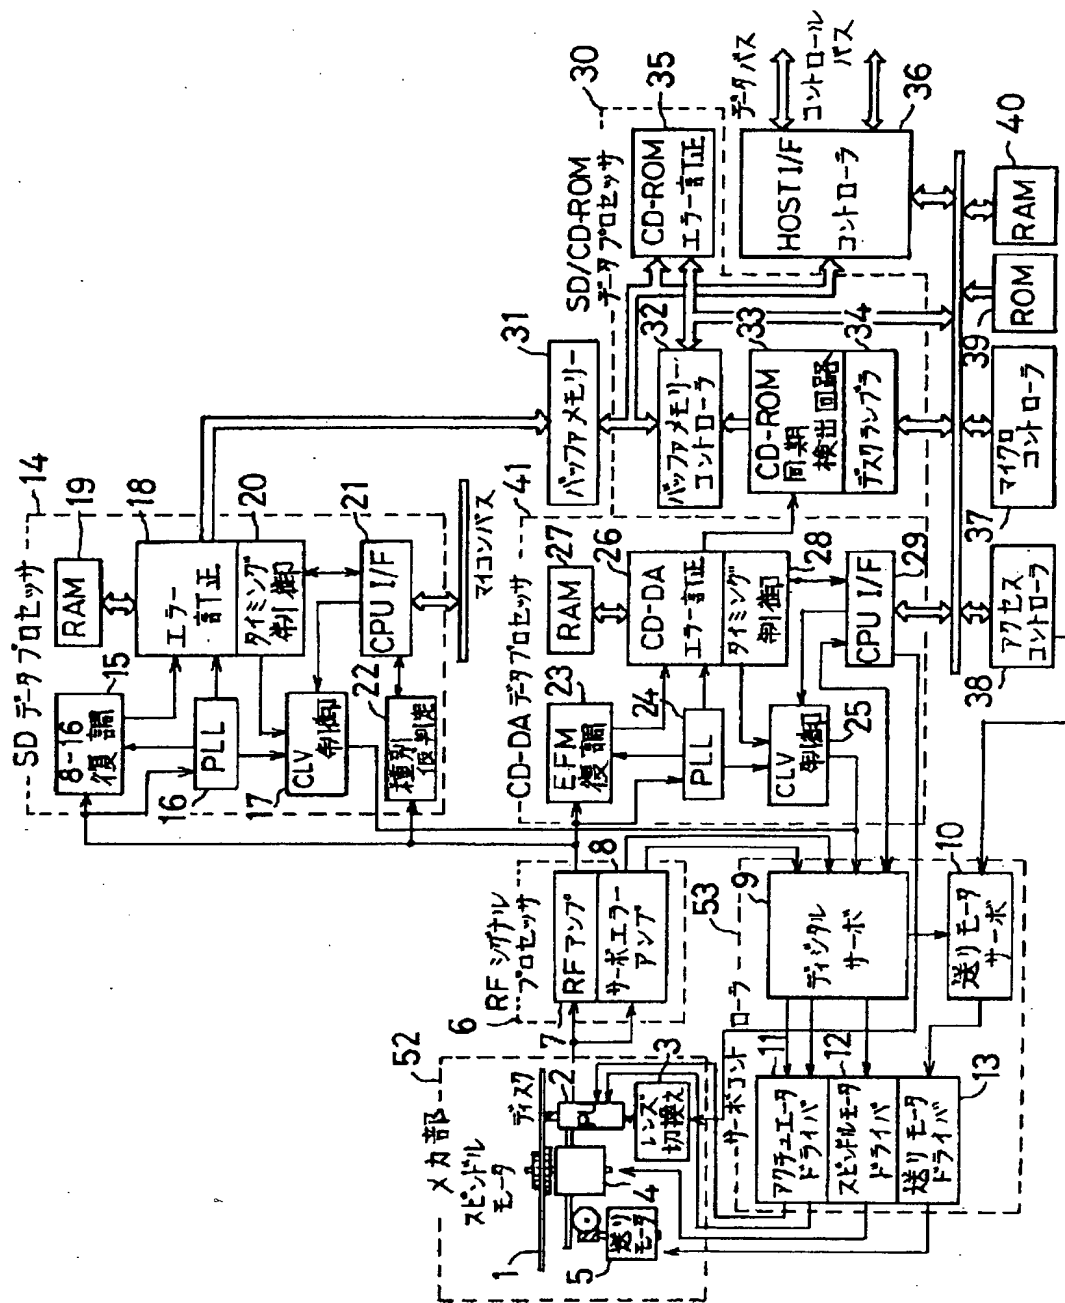 メカ部
52
スピンドル
モータ
ディスク
1
2
3
4
5
送り
モータ
レンズ
切換え
RFシグナル
プロセッサ
6
7
RFアンプ
サーボエラー
アンプ
8
サーボコントローラ
53
9
ディジタル
サーボ
10
送りモータ
サーボ
11
アクチュエータ
ドライバ
12
スピンドルモータ
ドライバ
13
送りモータ
ドライバ
SDデータプロセッサ
14
8-16
復調
15
PLL
16
CLV
制御
17
エラー
訂正
18
RAM
19
タイミング
制御
20
CPU I/F
21
種別
仮判定
22
マイコンバス
CD-DAデータプロセッサ
41
EFM
復調
23
PLL
24
CLV
制御
25
CD-DA
エラー訂正
26
RAM
27
タイミング
制御
28
CPU I/F
29
SD/CD-ROM
データプロセッサ
30
バッファメモリー
31
バッファメモリー
コントローラ
32
CD-ROM
同期
検出回路
33
デスクランブラ
34
CD-ROM
エラー訂正
35
HOST I/F
コントローラ
36
データバス
コントロール
バス
マイクロ
コントローラ
37
アクセス
コントローラ
38
ROM
39
RAM
40